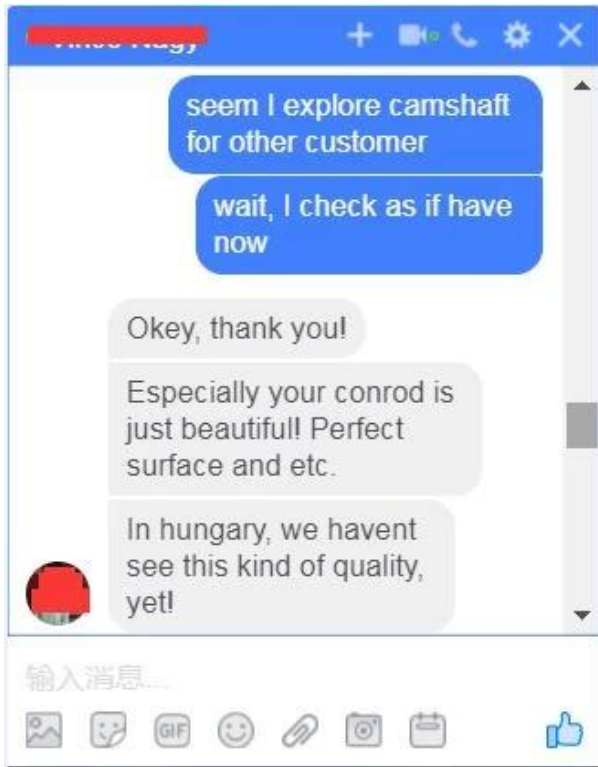 seem I explore camshaft
for other customer
wait, I check as if have
now
Okey, thank you!
Especially your conrod is
just beautiful! Perfect
surface and etc.
In hungary, we havent
see this kind of quality,
yet!
输入消息...
GIF